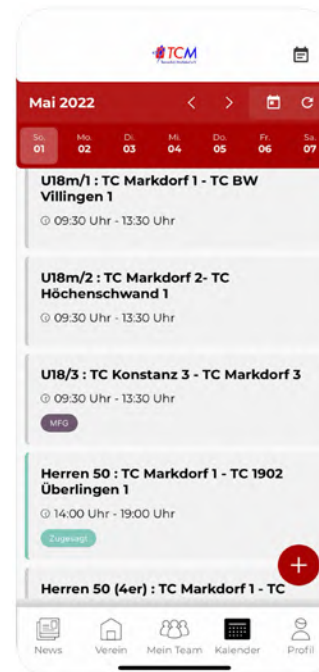 TCM
Mai 2022
So. Mo. Di. Mi. Do. Fr. Sa.
01 02 03 04 05 06 07
U18m/1 : TC Markdorf 1 - TC BW
Villingen 1
09:30 Uhr - 13:30 Uhr
U18m/2 : TC Markdorf 2- TC
Höchenschwand 1
09:30 Uhr - 13:30 Uhr
U18/3 : TC Konstanz 3 - TC Markdorf 3
09:30 Uhr - 13:30 Uhr
MFG
Herren 50 : TC Markdorf 1 - TC 1902
Überlingen 1
14:00 Uhr - 19:00 Uhr
Zugesagt
+
Herren 50 (4er) : TC Markdorf 1 - TC
News Verein Mein Team Kalender Profil